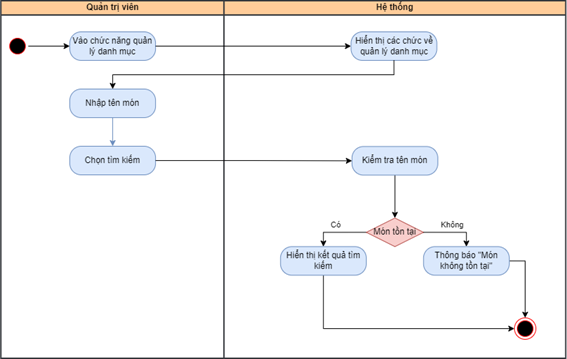 Quản trị viên
Hệ thống
Vào chức năng quản
lý danh mục
Hiển thị các chức về
quản lý danh mục
Nhập tên món
Chọn tìm kiếm
Kiểm tra tên món
Món tồn tại
Có
Không
Hiển thị kết quả tìm
kiếm
Thông báo "Món
không tồn tại"